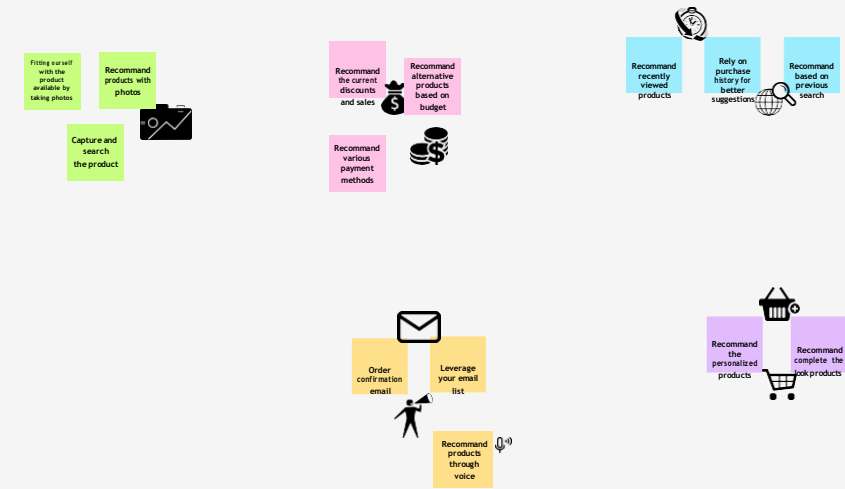 Fitting ourself
with the
product
available by
taking photos
Recommand
products with
photos
Capture and
search
the product
Recommand
the current
discounts
and sales
Recommand
alternative
products
based on
budget
Recommand
various
payment
methods
Recommand
recently
viewed
products
Rely on
purchase
history for
better
suggestions
Recommand
based on
previous
search
Order
confirmation
email
Leverage
your email
list
Recommand
products
through
voice
Recommand
the
personalized
products
Recommand
complete the
look products